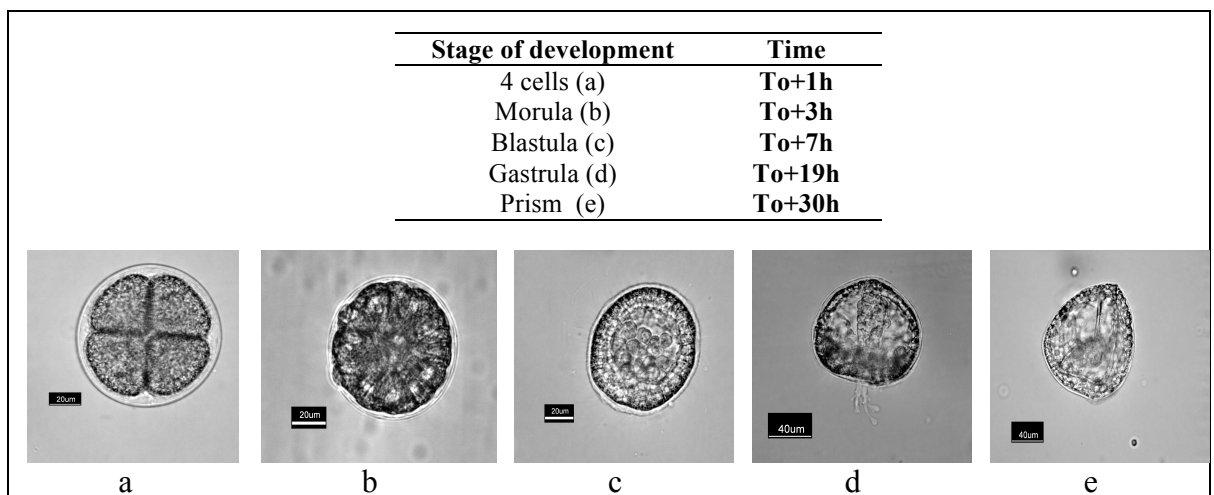 Stage of development Time
4 cells (a) To+1h
Morula (b) To+3h
Blastula (c) To+7h
Gastrula (d) To+19h
Prism (e) To+30h
20um 20um 20um 40um 40um
a b c d e